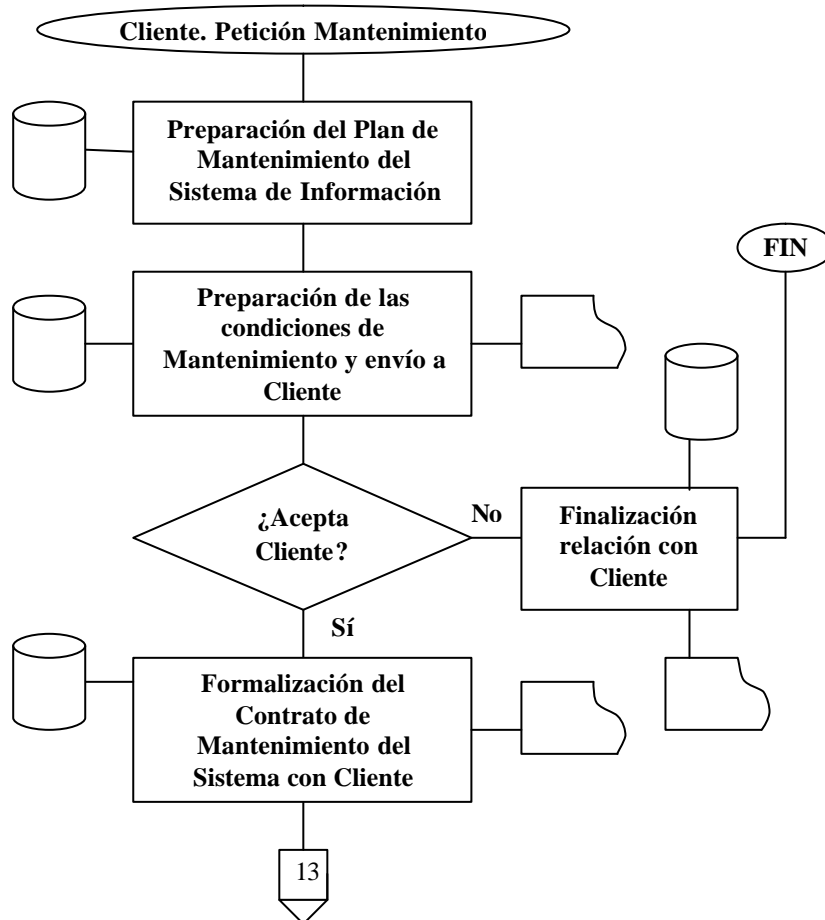 Cliente. Petición Mantenimiento
Preparación del Plan de
Mantenimiento del
Sistema de Información
FIN
Preparación de las
condiciones de
Mantenimiento y envío a
Cliente
¿Acepta
Cliente?
No
Finalización
relación con
Cliente
Sí
Formalización del
Contrato de
Mantenimiento del
Sistema con Cliente
13